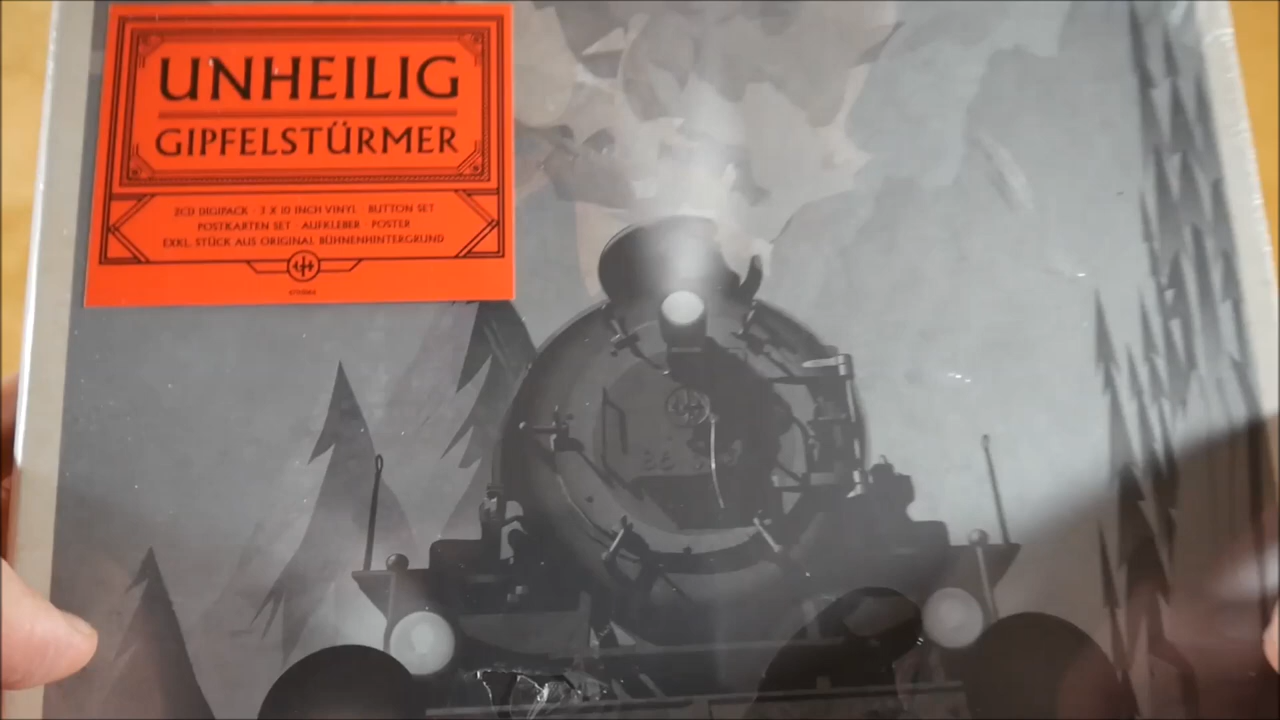 UNHEILIG
GIPFELSTÜRMER
2CD DIGIPACK · 3 X 10 INCH VINYL · BUTTON SET
POSTKARTEN SET · AUFKLEBER · POSTER
EXKL. STÜCK AUS ORIGINAL BÜHNENHINTERGRUND